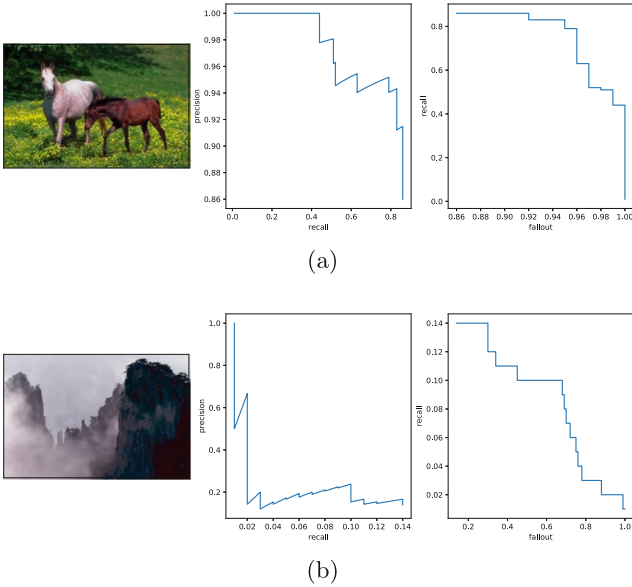 1.00
0.98
0.96
0.94
0.92
0.90
0.88
0.86
precision
0.0 0.2 0.4 0.6 0.8
recall
0.8
0.6
0.4
0.2
0.0
recall
0.86 0.88 0.90 0.92 0.94 0.96 0.98 1.00
fallout
(a)
1.0
0.8
0.6
0.4
0.2
precision
0.02 0.04 0.06 0.08 0.10 0.12 0.14
recall
0.14
0.12
0.10
0.08
0.06
0.04
0.02
recall
0.2 0.4 0.6 0.8 1.0
fallout
(b)